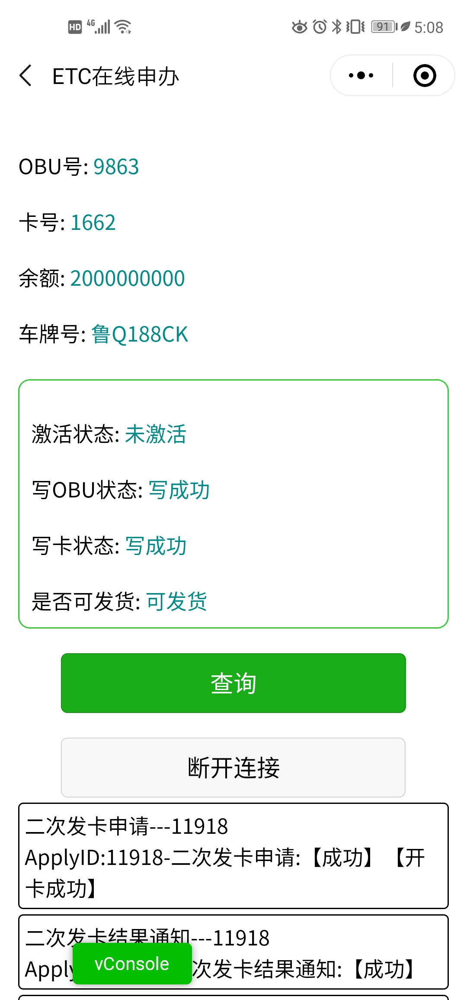 HD 4G 91 5:08
ETC在线申办
OBU号: 9863
卡号: 1662
余额: 2000000000
车牌号: 鲁Q188CK
激活状态: 未激活
写OBU状态: 写成功
写卡状态: 写成功
是否可发货: 可发货
查询
断开连接
二次发卡申请---11918
ApplyID:11918-二次发卡申请:【成功】【开
卡成功】
二次发卡结果通知---11918
Apply
次发卡结果通知:【成功】
vConsole